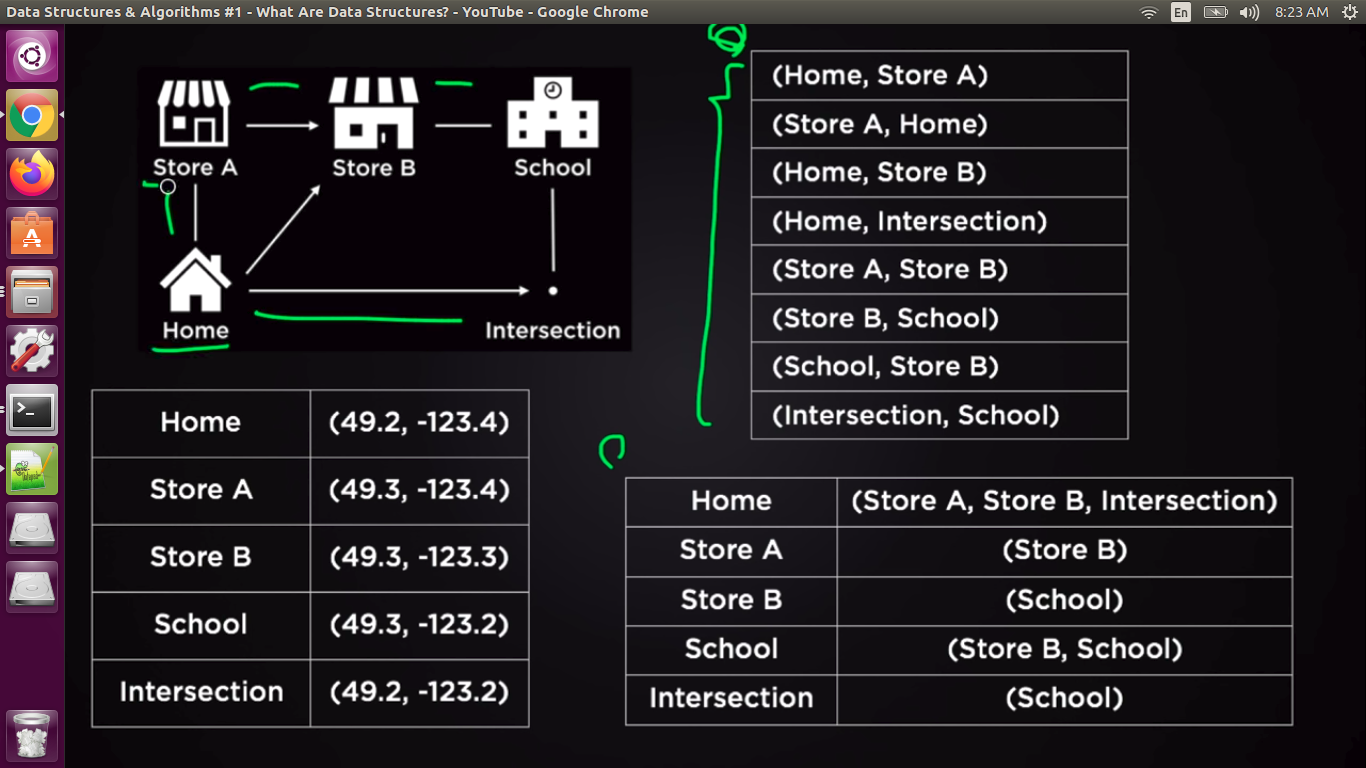 Data Structures & Algorithms #1 - What Are Data Structures? - YouTube - Google Chrome
En
8:23 AM
Store A
Store B
School
Home
Intersection
(Home, Store A)
(Store A, Home)
(Home, Store B)
(Home, Intersection)
(Store A, Store B)
(Store B, School)
(School, Store B)
(Intersection, School)
Home (49.2, -123.4)
Store A (49.3, -123.4)
Store B (49.3, -123.3)
School (49.3, -123.2)
Intersection (49.2, -123.2)
Home (Store A, Store B, Intersection)
Store A (Store B)
Store B (School)
School (Store B, School)
Intersection (School)